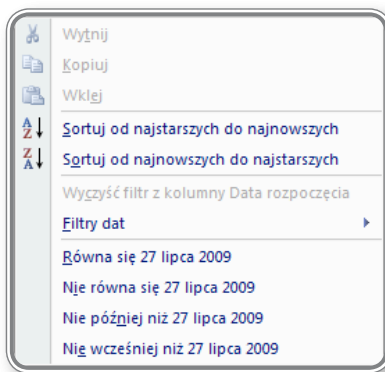 Wytnij
Kopiuj
Wklej
Sortuj od najstarszych do najnowszych
Sortuj od najnowszych do najstarszych
Wyczyść filtr z kolumny Data rozpoczęcia
Filtry dat
Równa się 27 lipca 2009
Nie równa się 27 lipca 2009
Nie później niż 27 lipca 2009
Nie wcześniej niż 27 lipca 2009